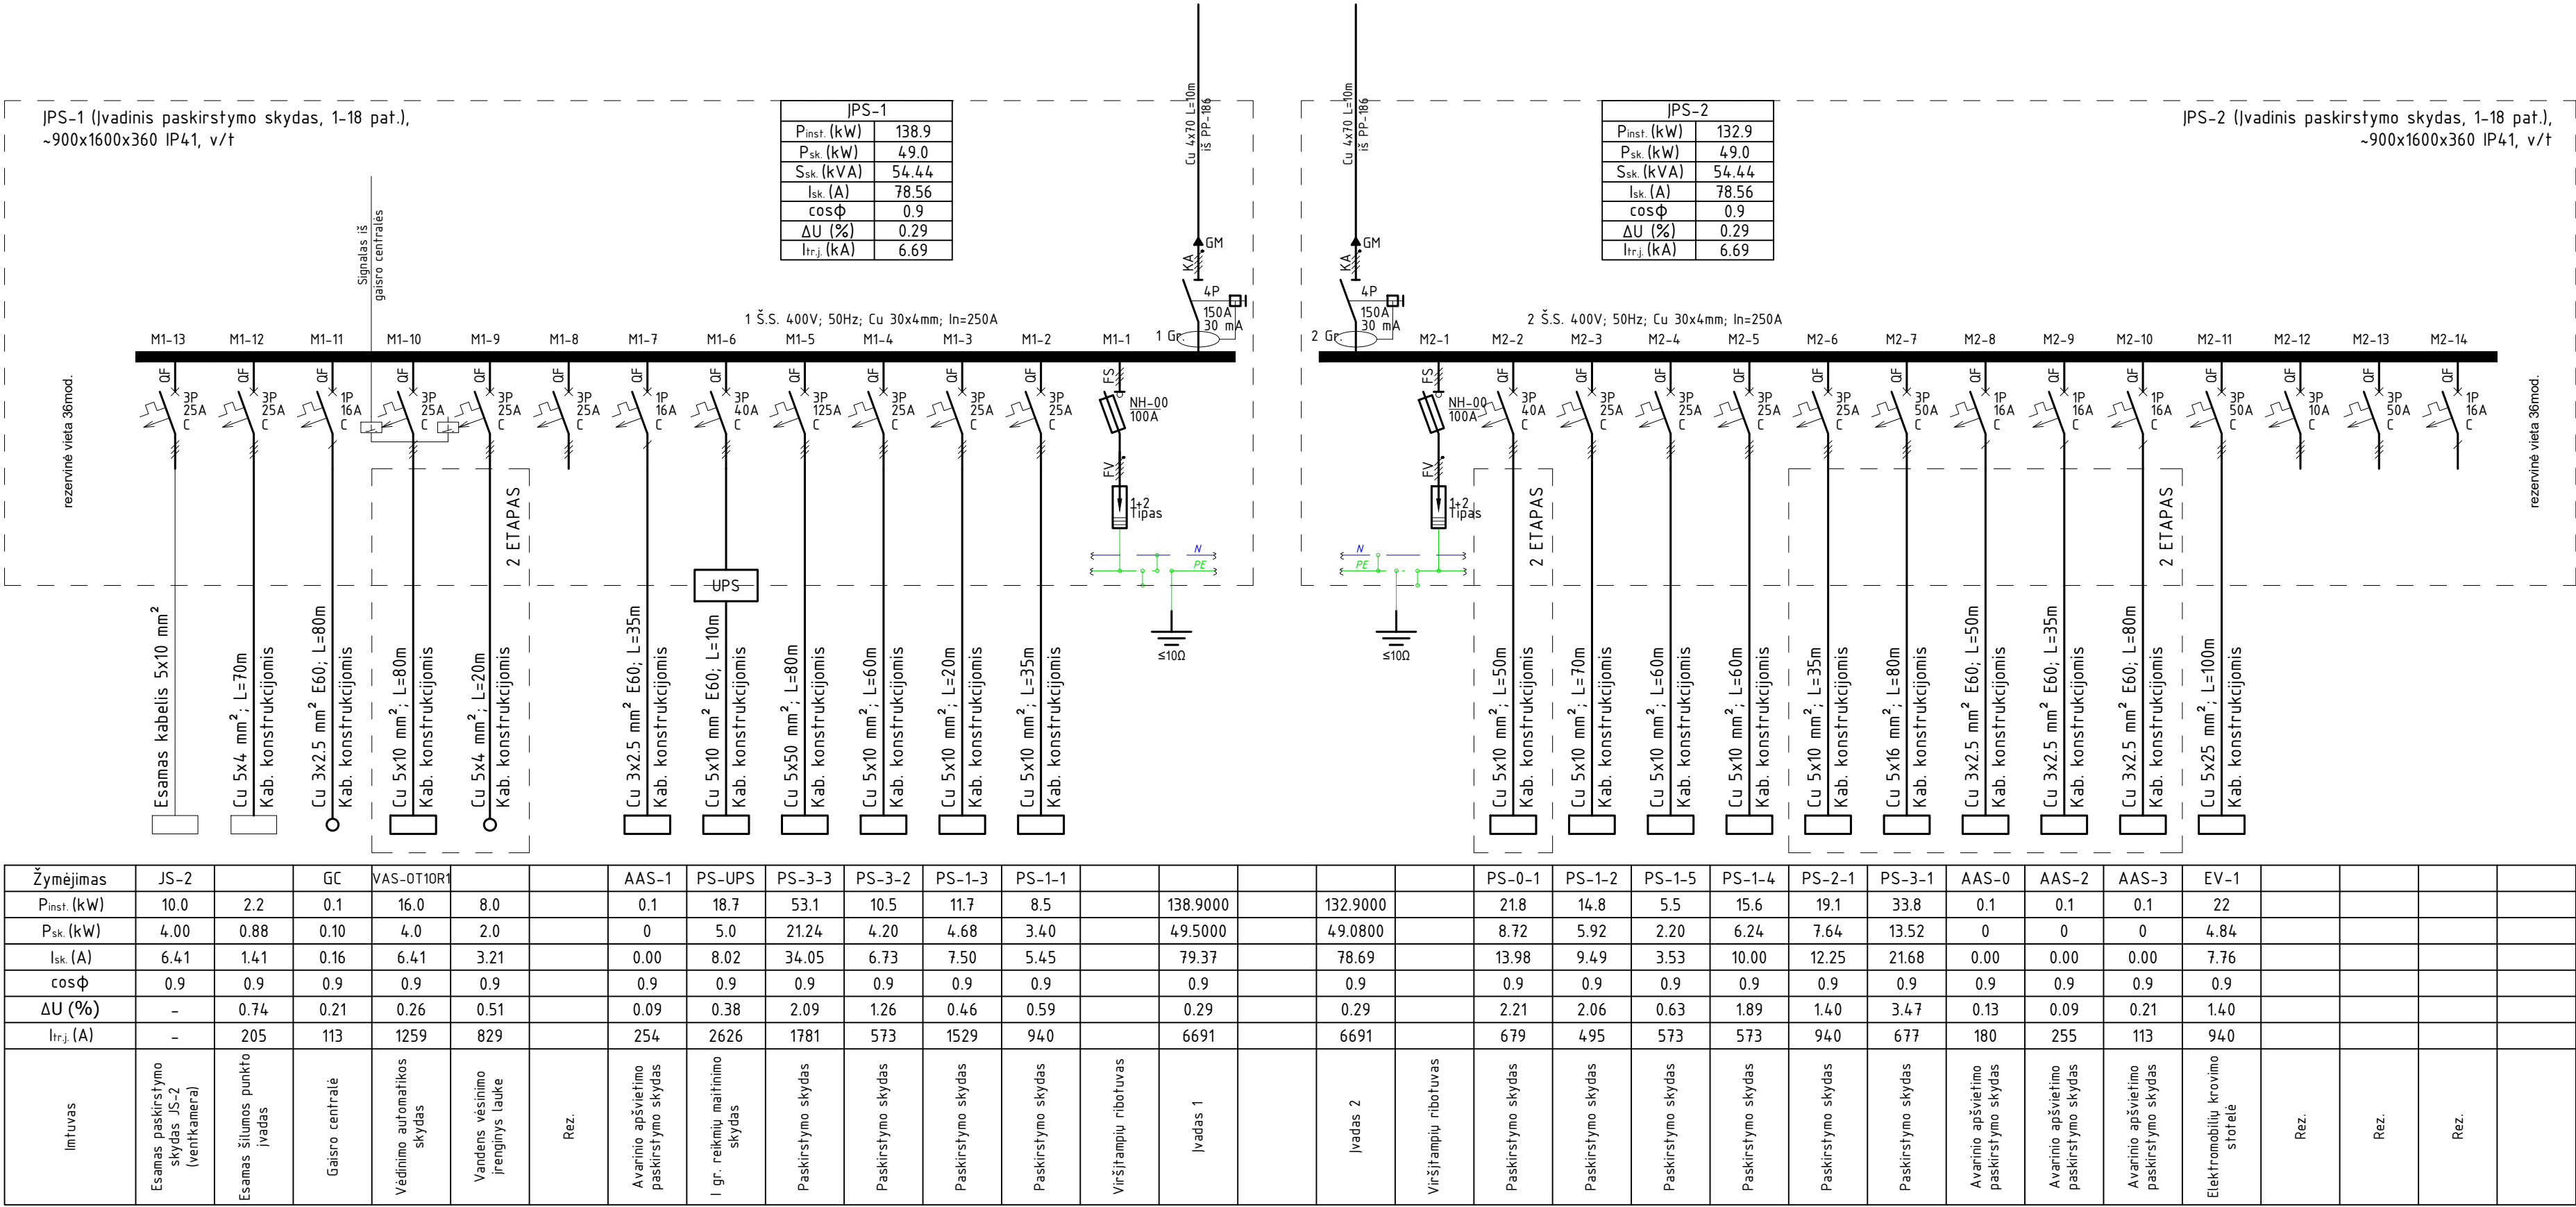 Cu 4x70 L=10m
iš PP-186
Cu 4x70 L=10m
iš PP-186
JPS-1 (Įvadinis paskirstymo skydas, 1-18 pat.),
~900x1600x360 IP41, v/t
JPS-1
Pinst. (kW) 138.9
Psk. (kW) 49.0
Ssk. (kVA) 54.44
Isk. (A) 78.56
cosϕ 0.9
ΔU (%) 0.29
Itr.j. (kA) 6.69
JPS-2
Pinst. (kW) 132.9
Psk. (kW) 49.0
Ssk. (kVA) 54.44
Isk. (A) 78.56
cosϕ 0.9
ΔU (%) 0.29
Itr.j. (kA) 6.69
JPS-2 (Įvadinis paskirstymo skydas, 1-18 pat.),
~900x1600x360 IP41, v/t
Signalas iš
gaisro centralės
GM
KA
4P
150A
30 mA
1 Gr.
GM
KA
4P
150A
30 mA
2 Gr.
1 Š.S. 400V; 50Hz; Cu 30x4mm; In=250A
2 Š.S. 400V; 50Hz; Cu 30x4mm; In=250A
M1-13 M1-12 M1-11 M1-10 M1-9 M1-8 M1-7 M1-6 M1-5 M1-4 M1-3 M1-2 M1-1
M2-1 M2-2 M2-3 M2-4 M2-5 M2-6 M2-7 M2-8 M2-9 M2-10 M2-11 M2-12 M2-13 M2-14
rezervinė vieta 36mod.
QF 3P 25A C
QF 3P 25A C
QF 1P 16A C
QF 3P 25A C
QF 3P 25A C
QF 3P 25A C
QF 1P 16A C
QF 3P 40A C
QF 3P 125A C
QF 3P 25A C
QF 3P 25A C
QF 3P 25A C
FS NH-00
100A
FV 1+2
Tipas
N
PE
≤10Ω
FS NH-00
100A
FV 1+2
Tipas
N
PE
≤10Ω
QF 3P 40A C
QF 3P 25A C
QF 3P 25A C
QF 3P 25A C
QF 3P 25A C
QF 3P 50A C
QF 1P 16A C
QF 1P 16A C
QF 1P 16A C
QF 3P 50A C
QF 3P 10A C
QF 3P 50A C
QF 1P 16A C
rezervinė vieta 36mod.
2 ETAPAS
UPS
2 ETAPAS
2 ETAPAS
Esamas kabelis 5x10 mm²
Cu 5x4 mm²; L=70m
Kab. konstrukcijomis
Cu 3x2.5 mm² E60; L=80m
Kab. konstrukcijomis
Cu 5x10 mm²; L=80m
Kab. konstrukcijomis
Cu 5x4 mm²; L=20m
Kab. konstrukcijomis
Cu 3x2.5 mm² E60; L=35m
Kab. konstrukcijomis
Cu 5x10 mm² E60; L=10m
Kab. konstrukcijomis
Cu 5x50 mm²; L=80m
Kab. konstrukcijomis
Cu 5x10 mm²; L=60m
Kab. konstrukcijomis
Cu 5x10 mm²; L=20m
Kab. konstrukcijomis
Cu 5x10 mm²; L=35m
Kab. konstrukcijomis
Cu 5x10 mm²; L=50m
Kab. konstrukcijomis
Cu 5x10 mm²; L=70m
Kab. konstrukcijomis
Cu 5x10 mm²; L=60m
Kab. konstrukcijomis
Cu 5x10 mm²; L=60m
Kab. konstrukcijomis
Cu 5x10 mm²; L=35m
Kab. konstrukcijomis
Cu 5x16 mm²; L=80m
Kab. konstrukcijomis
Cu 3x2.5 mm² E60; L=50m
Kab. konstrukcijomis
Cu 3x2.5 mm² E60; L=35m
Kab. konstrukcijomis
Cu 3x2.5 mm² E60; L=80m
Kab. konstrukcijomis
Cu 5x25 mm²; L=100m
Kab. konstrukcijomis
Žymėjimas JS-2 GC VAS-0T10R1 AAS-1 PS-UPS PS-3-3 PS-3-2 PS-1-3 PS-1-1 PS-0-1 PS-1-2 PS-1-5 PS-1-4 PS-2-1 PS-3-1 AAS-0 AAS-2 AAS-3 EV-1
Pinst. (kW) 10.0 2.2 0.1 16.0 8.0 0.1 18.7 53.1 10.5 11.7 8.5 138.9000 132.9000 21.8 14.8 5.5 15.6 19.1 33.8 0.1 0.1 0.1 22
Psk. (kW) 4.00 0.88 0.10 4.0 2.0 0 5.0 21.24 4.20 4.68 3.40 49.5000 49.0800 8.72 5.92 2.20 6.24 7.64 13.52 0 0 0 4.84
Isk. (A) 6.41 1.41 0.16 6.41 3.21 0.00 8.02 34.05 6.73 7.50 5.45 79.37 78.69 13.98 9.49 3.53 10.00 12.25 21.68 0.00 0.00 0.00 7.76
cosϕ 0.9 0.9 0.9 0.9 0.9 0.9 0.9 0.9 0.9 0.9 0.9 0.9 0.9 0.9 0.9 0.9 0.9 0.9 0.9 0.9 0.9 0.9 0.9
ΔU (%) - 0.74 0.21 0.26 0.51 0.09 0.38 2.09 1.26 0.46 0.59 0.29 0.29 2.21 2.06 0.63 1.89 1.40 3.47 0.13 0.09 0.21 1.40
Itr.j. (A) - 205 113 1259 829 254 2626 1781 573 1529 940 6691 6691 679 495 573 573 940 677 180 255 113 940
Imtuvas
Esamas paskirstymo
skydas JS-2
(ventkamera)
Esamas šilumos punkto
įvadas
Gaisro centralė
Vėdinimo automatikos
skydas
Vandens vėsinimo
įrenginys lauke
Rez.
Avarinio apšvietimo
paskirstymo skydas
I gr. reikmių maitinimo
skydas
Paskirstymo skydas
Paskirstymo skydas
Paskirstymo skydas
Paskirstymo skydas
Viršįtampių ribotuvas
Įvadas 1
Įvadas 2
Viršįtampių ribotuvas
Paskirstymo skydas
Paskirstymo skydas
Paskirstymo skydas
Paskirstymo skydas
Paskirstymo skydas
Paskirstymo skydas
Avarinio apšvietimo
paskirstymo skydas
Avarinio apšvietimo
paskirstymo skydas
Avarinio apšvietimo
paskirstymo skydas
Elektromobilių krovimo
stotelė
Rez.
Rez.
Rez.